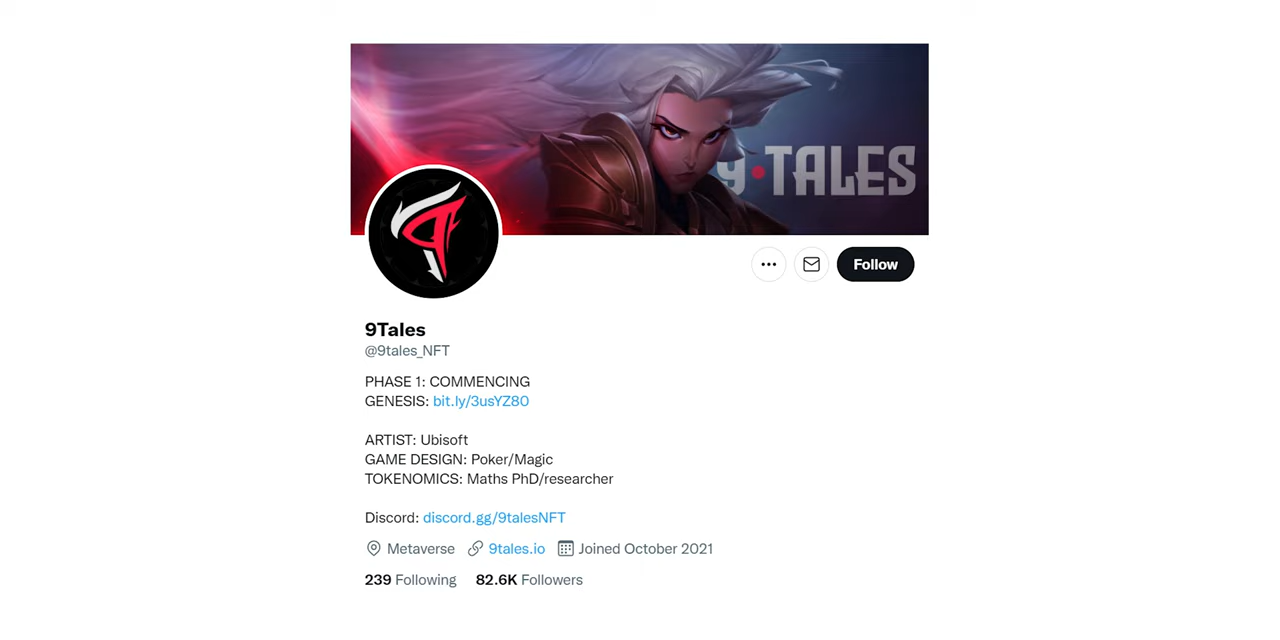 9•TALES
Follow
9Tales
@9tales_NFT
PHASE 1: COMMENCING
GENESIS: bit.ly/3usYZ80
ARTIST: Ubisoft
GAME DESIGN: Poker/Magic
TOKENOMICS: Maths PhD/researcher
Discord: discord.gg/9talesNFT
Metaverse 9tales.io Joined October 2021
239 Following 82.6K Followers